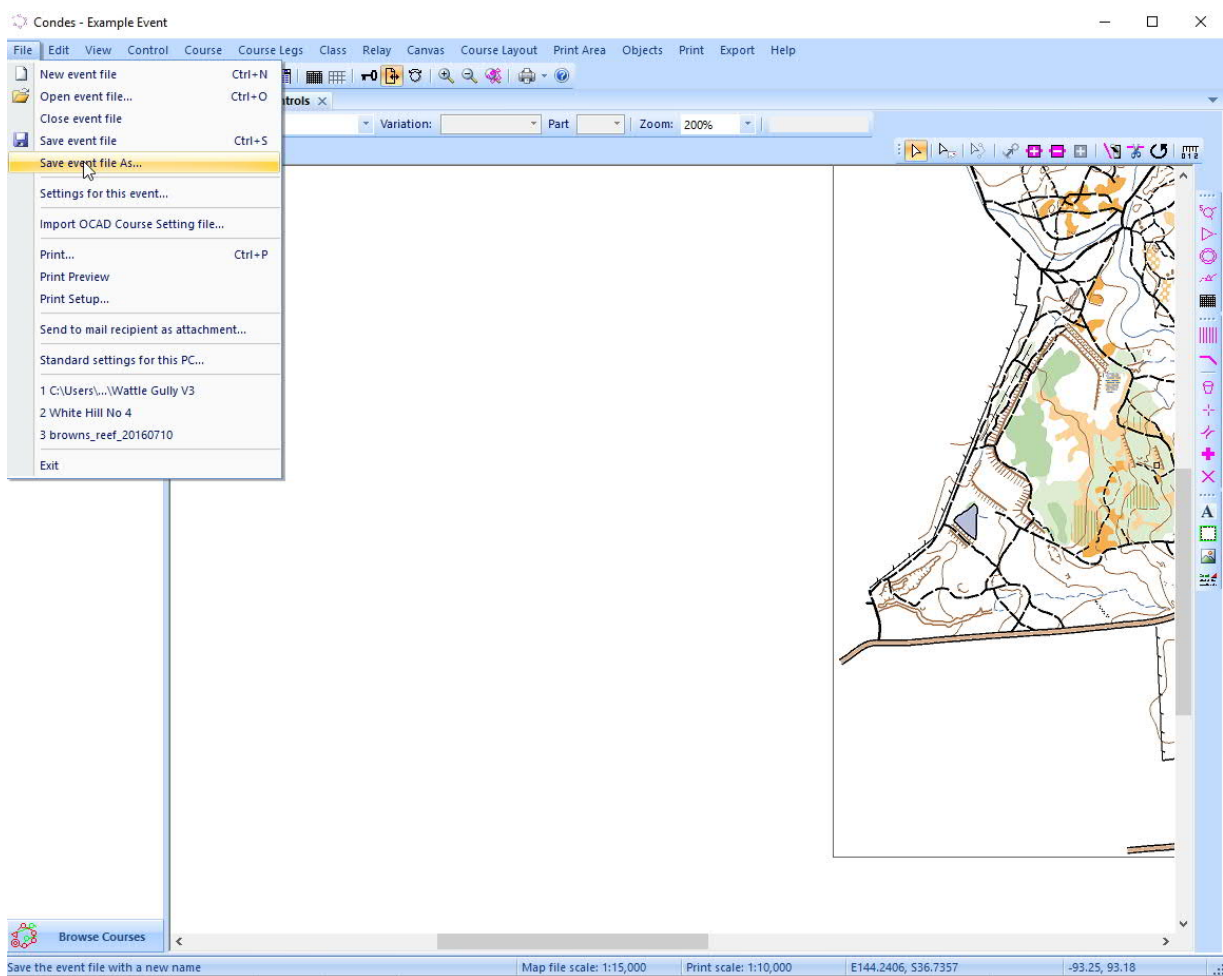 Condes - Example Event
File Edit View Control Course Course Legs Class Relay Canvas Course Layout Print Area Objects Print Export Help
New event file Ctrl+N
Open event file... Ctrl+O
Close event file
Save event file Ctrl+S
Save event file As...
Settings for this event...
Import OCAD Course Setting file...
Print... Ctrl+P
Print Preview
Print Setup...
Send to mail recipient as attachment...
Standard settings for this PC...
1 C:\Users\...\Wattle Gully V3
2 White Hill No 4
3 browns_reef_20160710
Exit
ntrols
Variation: Part Zoom: 200%
A
Browse Courses
Save the event file with a new name Map file scale: 1:15,000 Print scale: 1:10,000 E144.2406, S36.7357 -93.25, 93.18